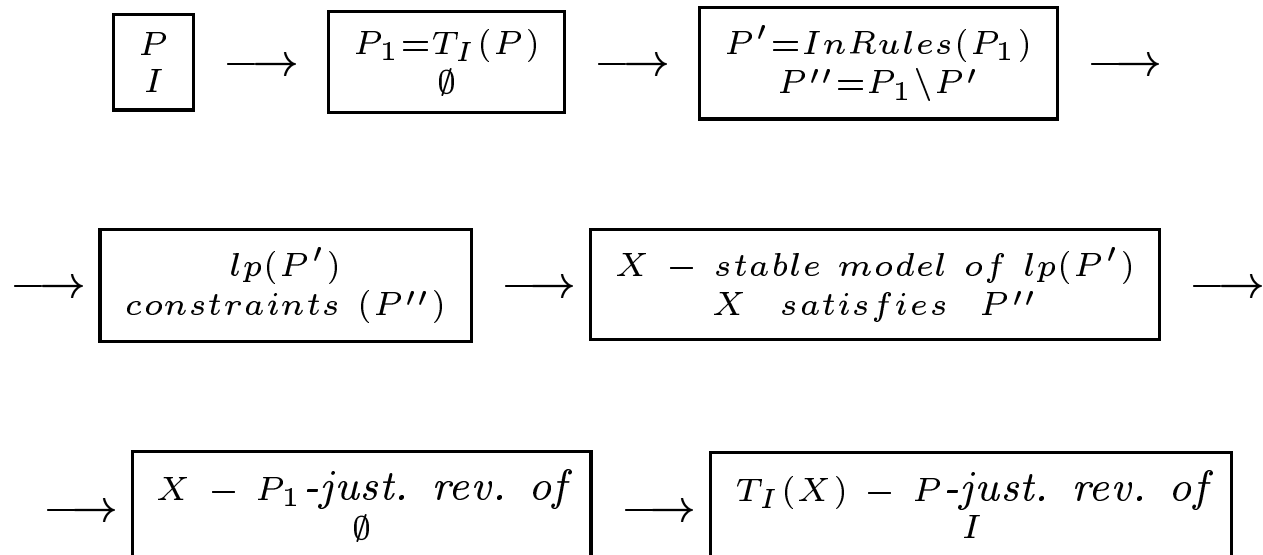 P
I
⟶
P₁=T_I(P)
∅
⟶
P′=InRules(P₁)
P″=P₁\P′
⟶
⟶
lp(P′)
constraints (P″)
⟶
X – stable model of lp(P′)
X satisfies P″
⟶
⟶
X – P₁-just. rev. of
∅
⟶
T_I(X) – P-just. rev. of
I